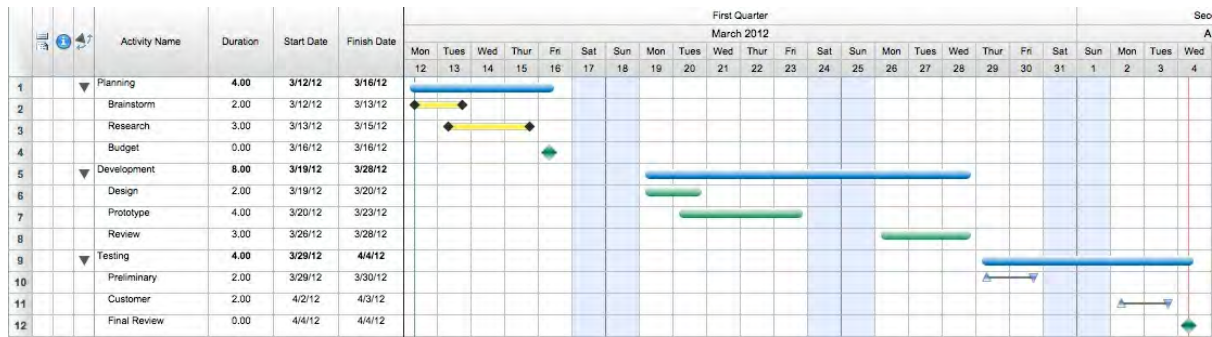 First Quarter Seco
March 2012 A
Activity Name Duration Start Date Finish Date Mon Tues Wed Thur Fri Sat Sun Mon Tues Wed Thur Fri Sat Sun Mon Tues Wed Thur Fri Sat Sun Mon Tues Wed
12 13 14 15 16 17 18 19 20 21 22 23 24 25 26 27 28 29 30 31 1 2 3 4
1 Planning 4.00 3/12/12 3/16/12
2 Brainstorm 2.00 3/12/12 3/13/12
3 Research 3.00 3/13/12 3/15/12
4 Budget 0.00 3/16/12 3/16/12
5 Development 8.00 3/19/12 3/28/12
6 Design 2.00 3/19/12 3/20/12
7 Prototype 4.00 3/20/12 3/23/12
8 Review 3.00 3/26/12 3/28/12
9 Testing 4.00 3/29/12 4/4/12
10 Preliminary 2.00 3/29/12 3/30/12
11 Customer 2.00 4/2/12 4/3/12
12 Final Review 0.00 4/4/12 4/4/12